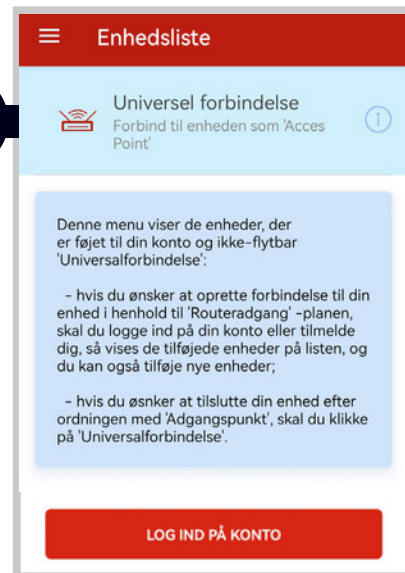 Enhedsliste
Universel forbindelse
Forbind til enheden som 'Acces
Point'
Denne menu viser de enheder, der
er føjet til din konto og ikke-flytbar
'Universalforbindelse':
- hvis du ønsker at oprette forbindelse til din
enhed i henhold til 'Routeradgang' -planen,
skal du logge ind på din konto eller tilmelde
dig, så vises de tilføjede enheder på listen, og
du kan også tilføje nye enheder;
- hvis du øsnker at tilslutte din enhed efter
ordningen med 'Adgangspunkt', skal du klikke
på 'Universalforbindelse'.
LOG IND PÅ KONTO